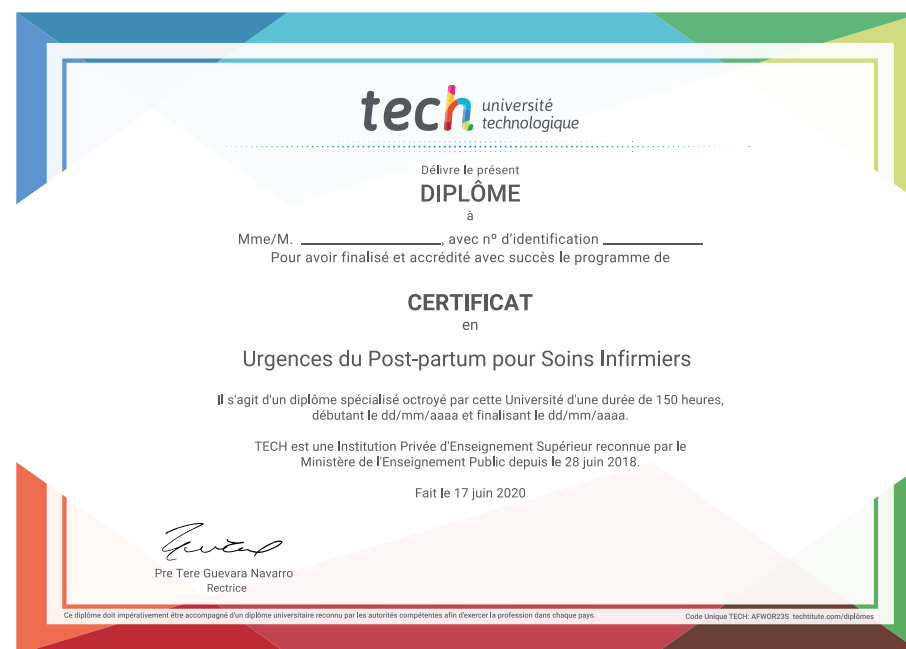 tech université
technologique
Délivre le présent
DIPLÔME
à
Mme/M. ____________________, avec nº d'identification ______________
Pour avoir finalisé et accrédité avec succès le programme de
CERTIFICAT
en
Urgences du Post-partum pour Soins Infirmiers
Il s'agit d'un diplôme spécialisé octroyé par cette Université d'une durée de 150 heures,
débutant le dd/mm/aaaa et finalisant le dd/mm/aaaa.
TECH est une Institution Privée d'Enseignement Supérieur reconnue par le
Ministère de l'Enseignement Public depuis le 28 juin 2018.
Fait le 17 juin 2020
Pre Tere Guevara Navarro
Rectrice
Ce diplôme doit impérativement être accompagné d'un diplôme universitaire reconnu par les autorités compétentes afin d'exercer la profession dans chaque pays.
Code Unique TECH: AFWOR23S techtitute.com/diplômes